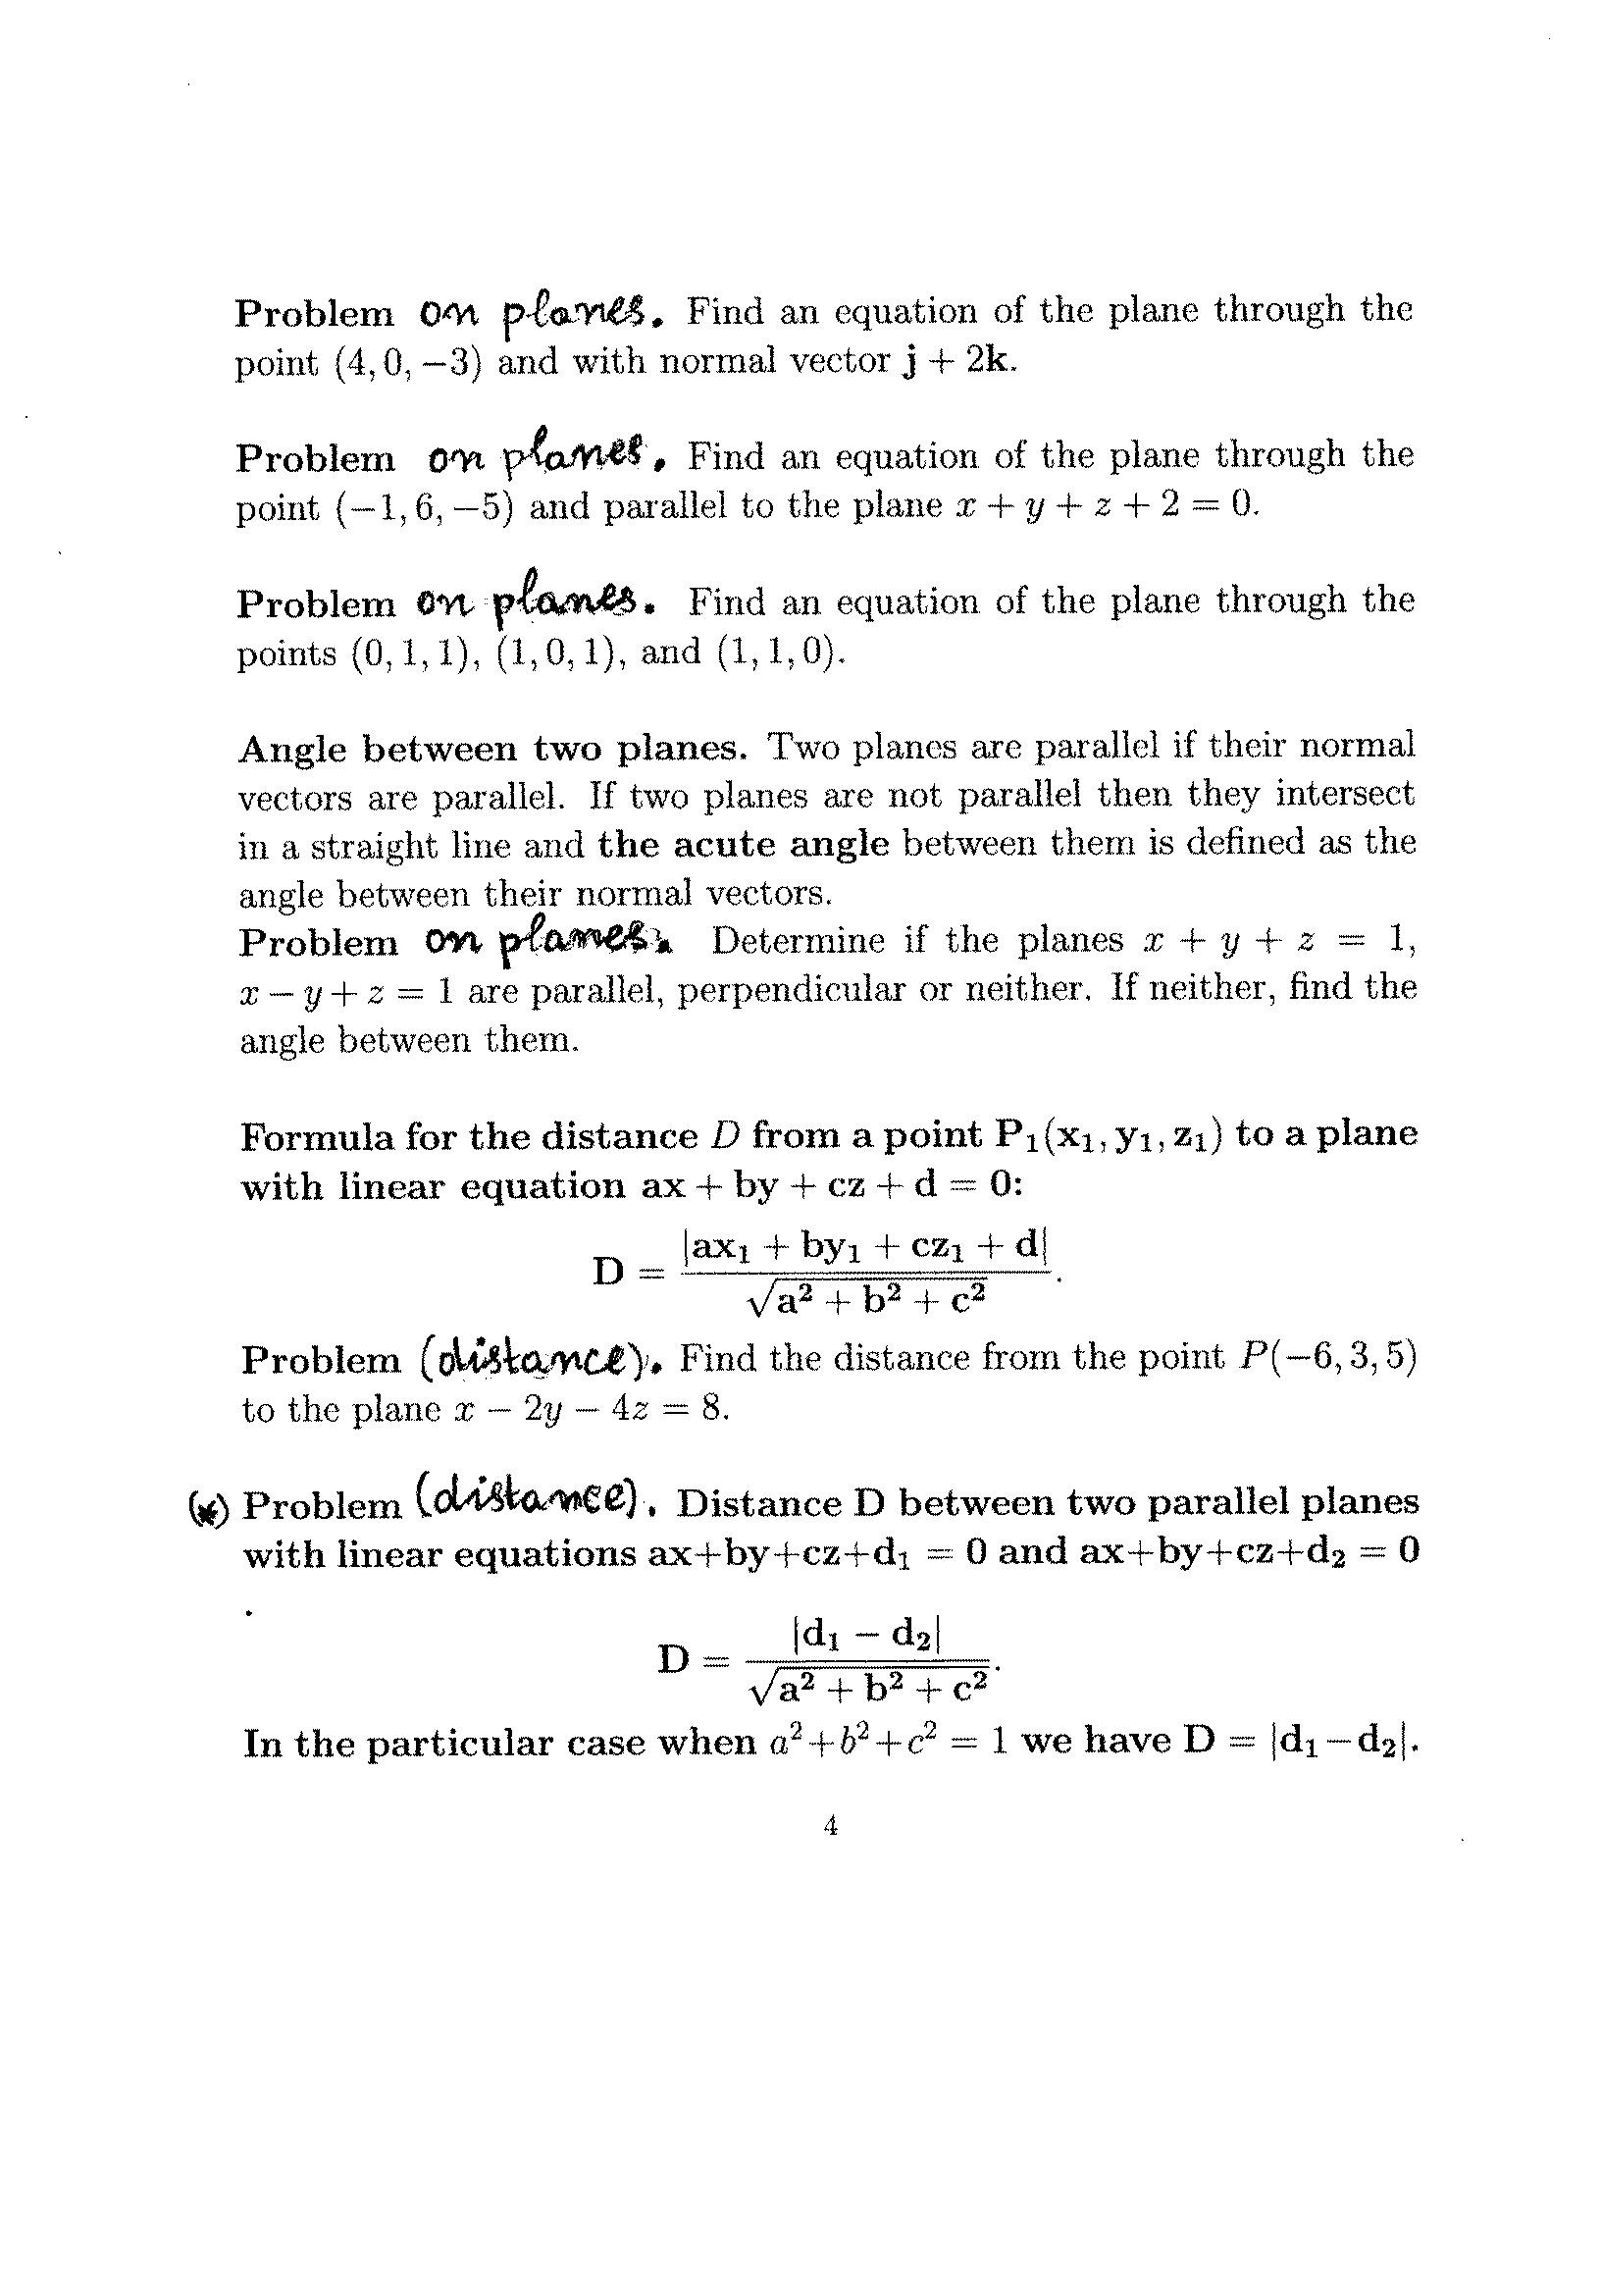 Problem on planes. Find an equation of the plane through the
point (4, 0, −3) and with normal vector j + 2k.
Problem on planes. Find an equation of the plane through the
point (−1, 6, −5) and parallel to the plane x + y + z + 2 = 0.
Problem on planes. Find an equation of the plane through the
points (0, 1, 1), (1, 0, 1), and (1, 1, 0).
Angle between two planes. Two planes are parallel if their normal
vectors are parallel. If two planes are not parallel then they intersect
in a straight line and the acute angle between them is defined as the
angle between their normal vectors.
Problem on planes. Determine if the planes x + y + z = 1,
x − y + z = 1 are parallel, perpendicular or neither. If neither, find the
angle between them.
Formula for the distance D from a point P₁(x₁, y₁, z₁) to a plane
with linear equation ax + by + cz + d = 0:
D = |ax₁ + by₁ + cz₁ + d| / √(a² + b² + c²).
Problem (distance). Find the distance from the point P(−6, 3, 5)
to the plane x − 2y − 4z = 8.
(*) Problem (distance). Distance D between two parallel planes
with linear equations ax+by+cz+d₁ = 0 and ax+by+cz+d₂ = 0
.
D = |d₁ − d₂| / √(a² + b² + c²).
In the particular case when a²+b²+c² = 1 we have D = |d₁−d₂|.
4